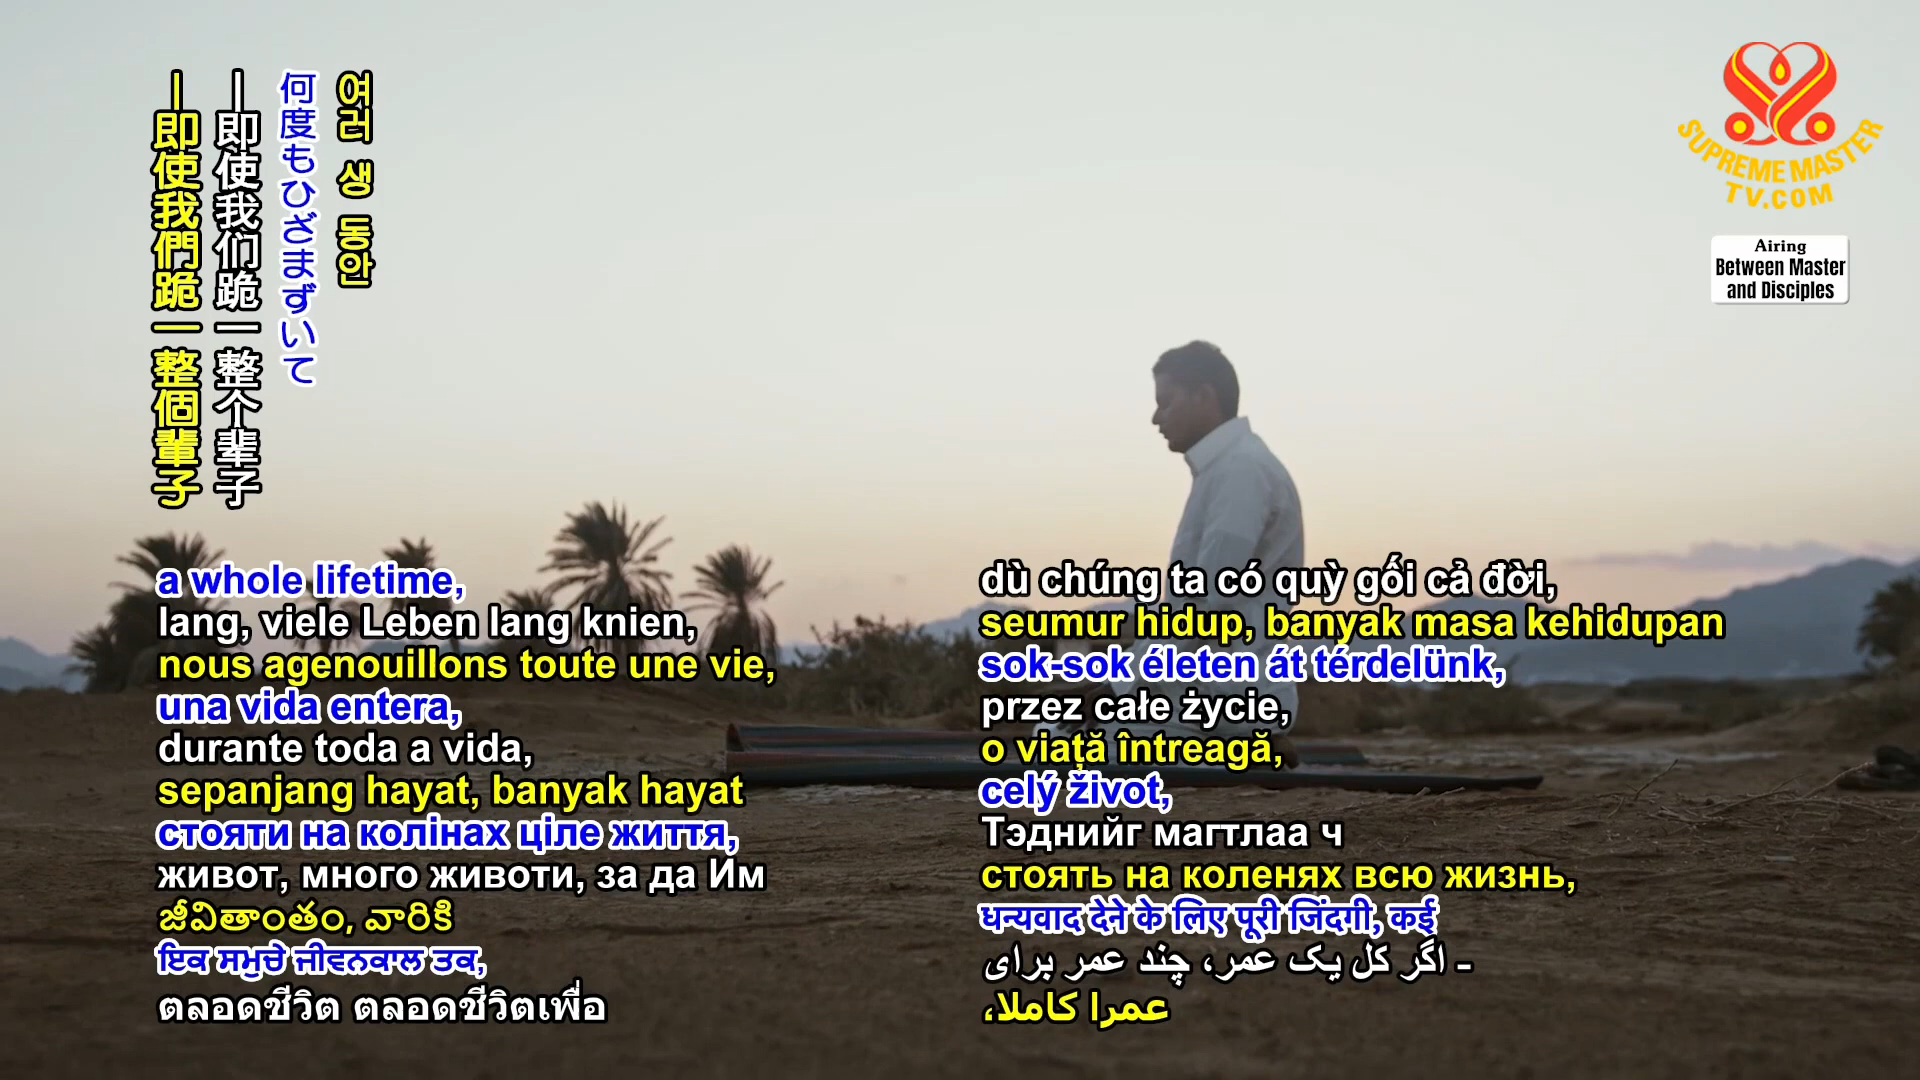 여러 생 동안
何度もひざまずいて
—即使我们跪一整个辈子
—即使我們跪一整個輩子
SUPREME MASTER
TV.COM
Airing
Between Master
and Disciples
a whole lifetime,
lang, viele Leben lang knien,
nous agenouillons toute une vie,
una vida entera,
durante toda a vida,
sepanjang hayat, banyak hayat
стояти на колінах ціле життя,
живот, много животи, за да Им
జీవితాంతం, వారికి
ਇਕ ਸਮੁਚੇ ਜੀਵਨਕਾਲ ਤਕ,
ตลอดชีวิต ตลอดชีวิตเพื่อ
dù chúng ta có quỳ gối cả đời,
seumur hidup, banyak masa kehidupan
sok-sok életen át térdelünk,
przez całe życie,
o viață întreagă,
celý život,
Тэднийг магтлаа ч
стоять на коленях всю жизнь,
धन्यवाद देने के लिए पूरी जिंदगी, कई
- اگر کل یک عمر، چند عمر برای
عمرا كاملا،